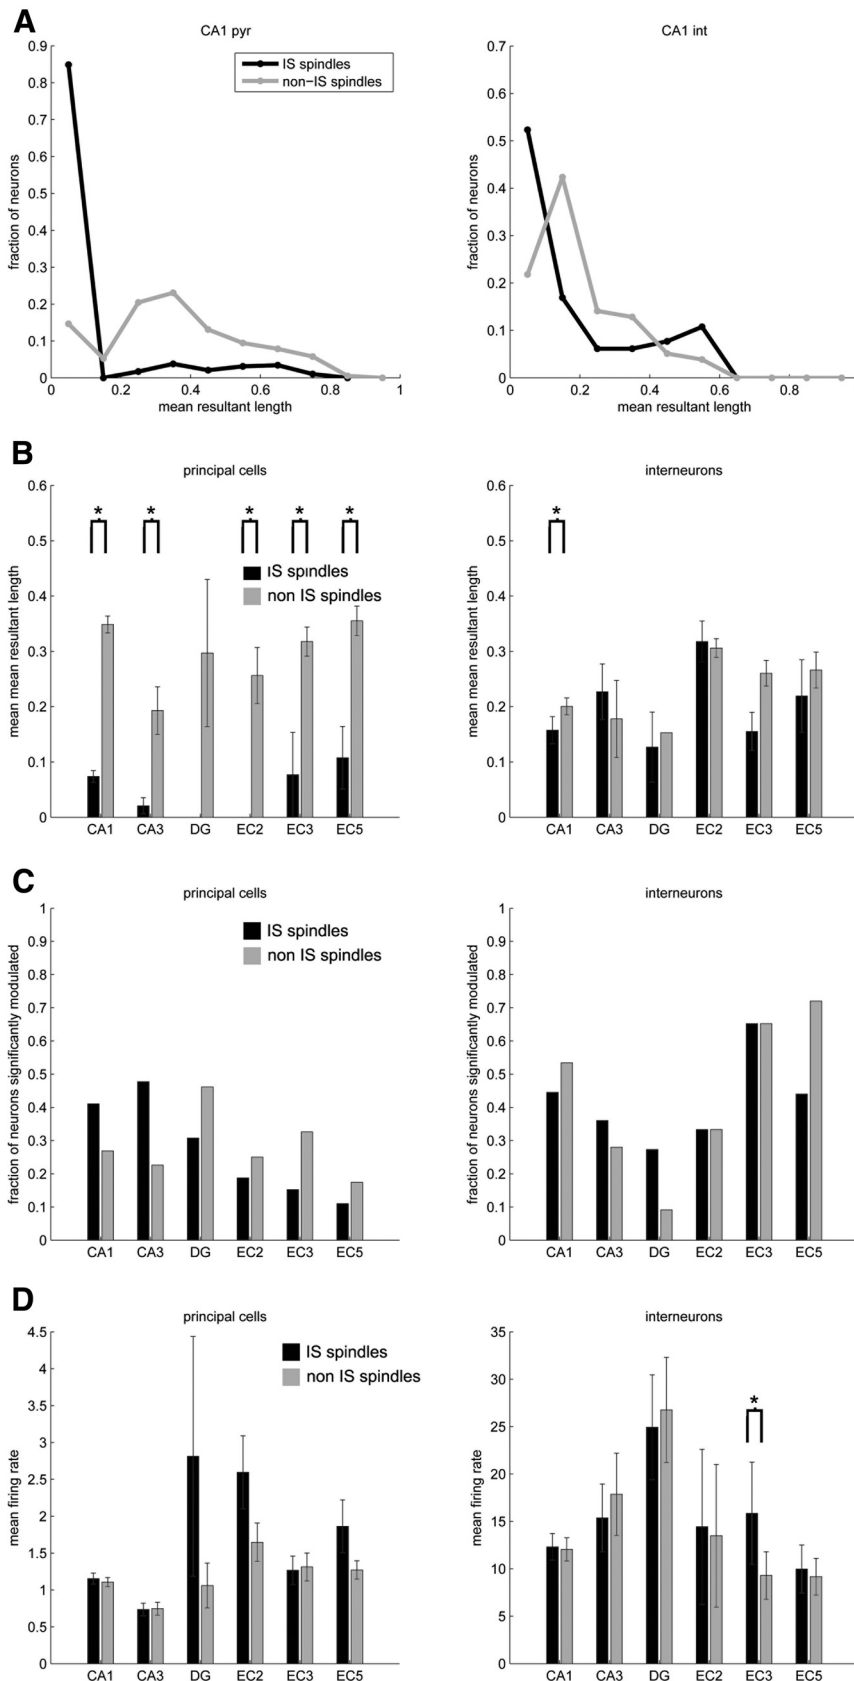 A
CA1 pyr
IS spindles
non-IS spindles
0.9
0.8
0.7
0.6
0.5
0.4
0.3
0.2
0.1
0
fraction of neurons
0 0.2 0.4 0.6 0.8 1
mean resultant length
CA1 int
0.7
0.6
0.5
0.4
0.3
0.2
0.1
0
fraction of neurons
0 0.2 0.4 0.6 0.8
mean resultant length
B
principal cells
0.6
0.5
0.4
0.3
0.2
0.1
0
mean mean resultant length
* * * * *
IS spindles
non IS spindles
CA1 CA3 DG EC2 EC3 EC5
interneurons
0.6
0.5
0.4
0.3
0.2
0.1
0
mean mean resultant length
*
CA1 CA3 DG EC2 EC3 EC5
C
principal cells
1
0.9
0.8
0.7
0.6
0.5
0.4
0.3
0.2
0.1
0
fraction of neurons significantly modulated
IS spindles
non IS spindles
CA1 CA3 DG EC2 EC3 EC5
interneurons
1
0.9
0.8
0.7
0.6
0.5
0.4
0.3
0.2
0.1
0
fraction of neurons significantly modulated
CA1 CA3 DG EC2 EC3 EC5
D
principal cells
4.5
4
3.5
3
2.5
2
1.5
1
0.5
0
mean firing rate
IS spindles
non IS spindles
CA1 CA3 DG EC2 EC3 EC5
interneurons
35
30
25
20
15
10
5
0
mean firing rate
*
CA1 CA3 DG EC2 EC3 EC5